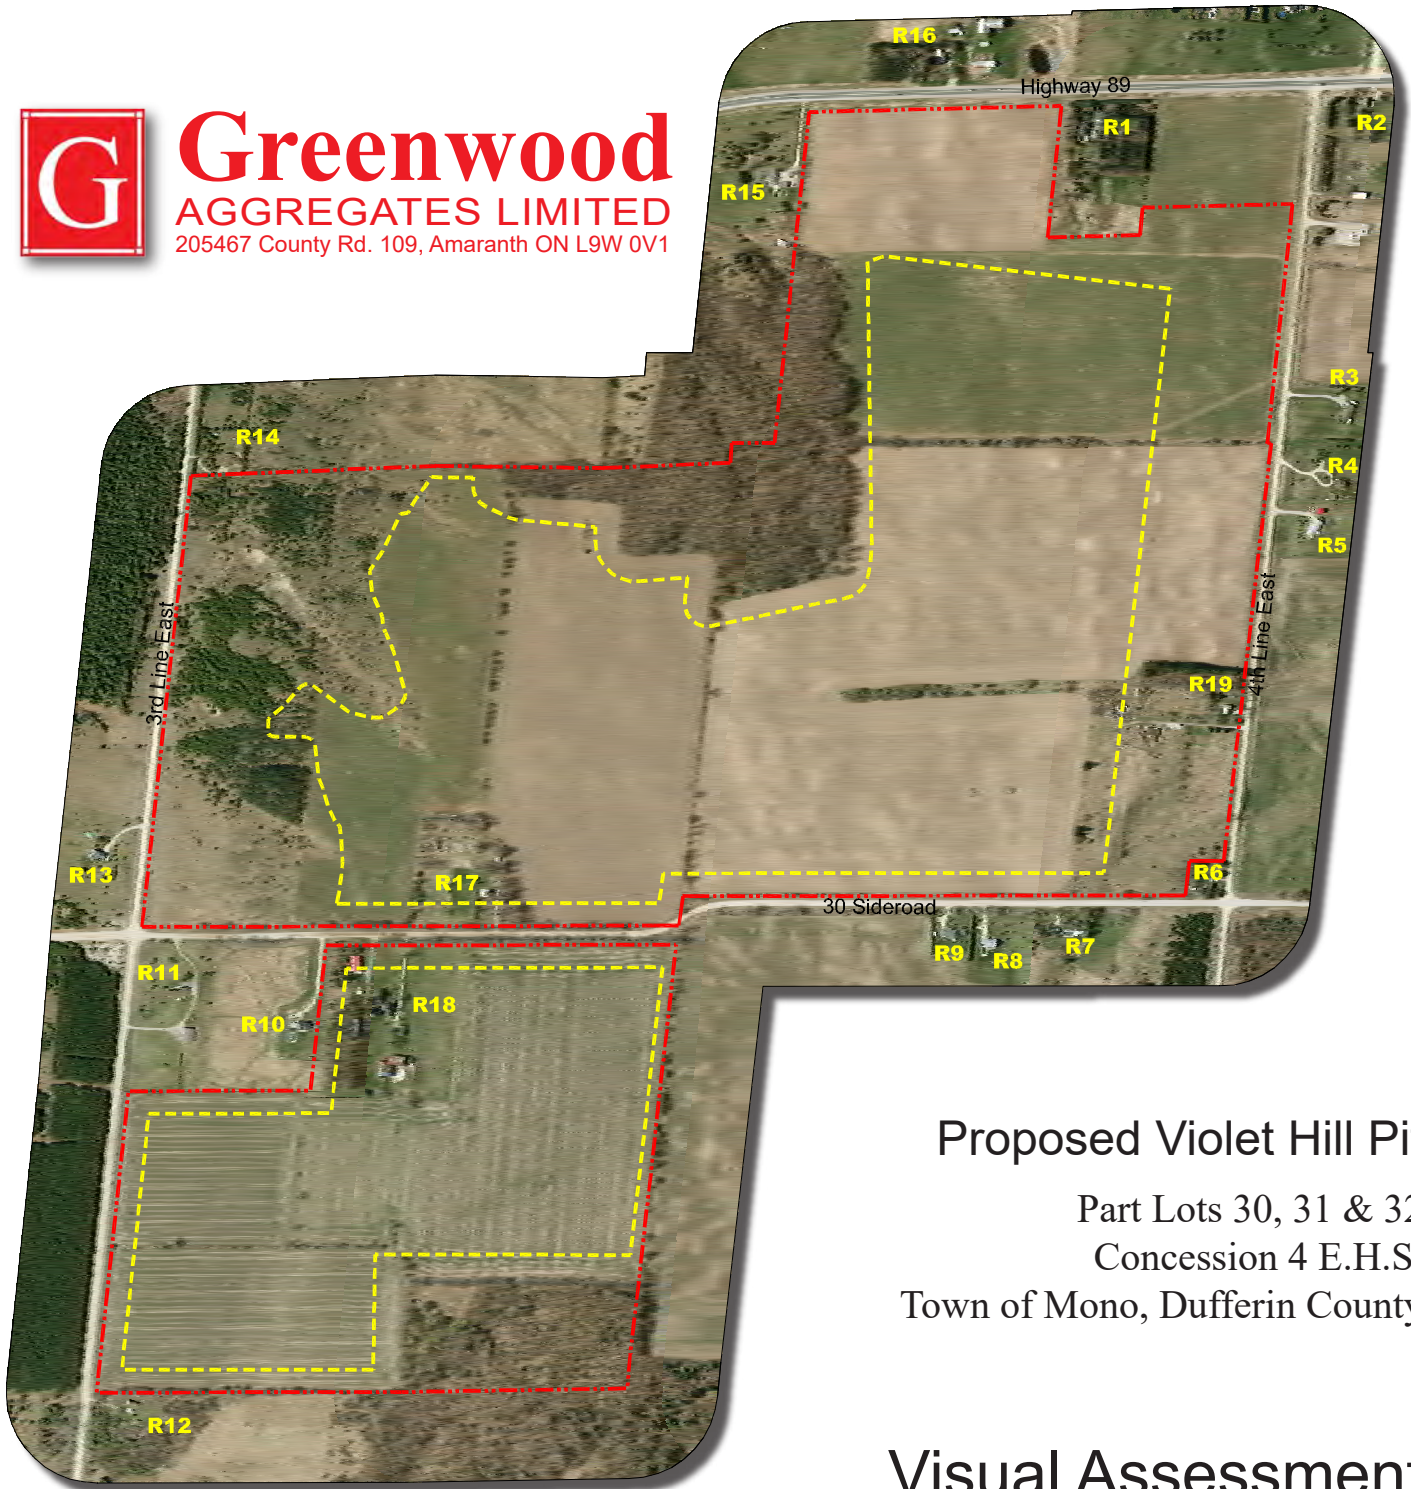 R16
Highway 89
R1
R2
G
Greenwood
AGGREGATES LIMITED
205467 County Rd. 109, Amaranth ON L9W 0V1
R15
R3
R14
R4
R5
3rd Line East
4th Line East
R19
R13
R17
R6
30 Sideroad
R9
R8
R7
R11
R18
R10
Proposed Violet Hill Pi
Part Lots 30, 31 & 32
Concession 4 E.H.S
Town of Mono, Dufferin County
R12
Visual Assessment